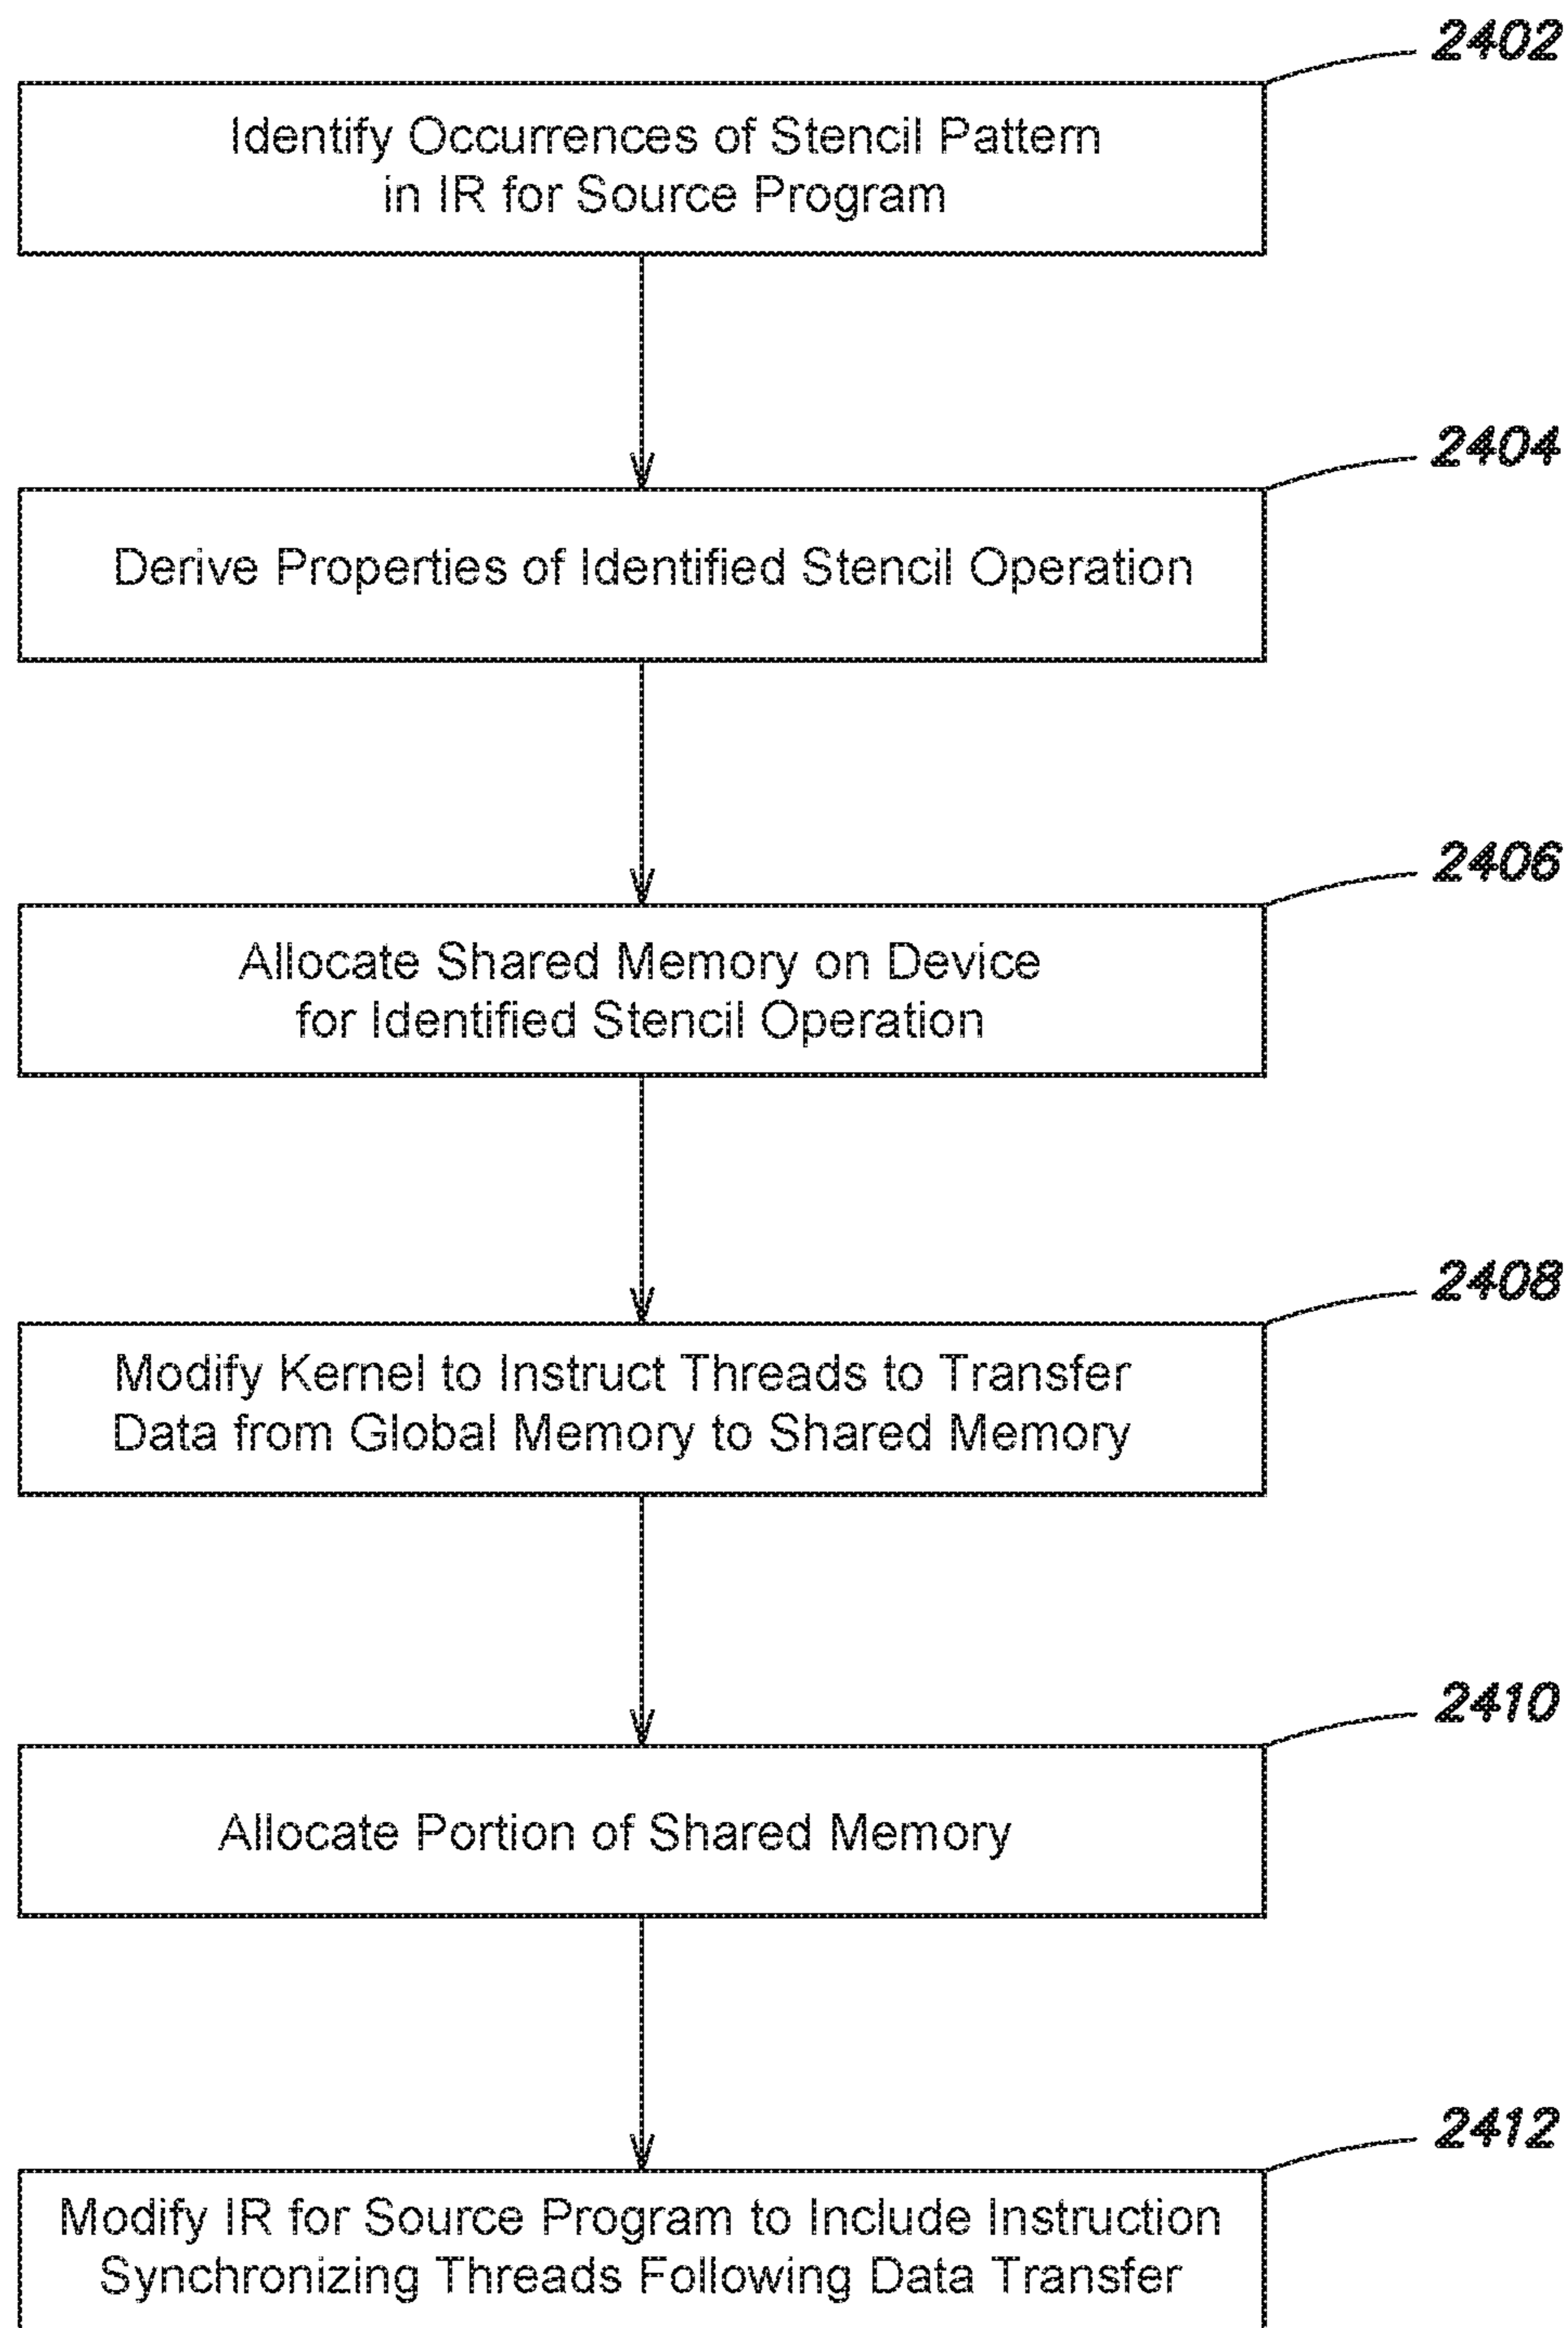 2402
Identify Occurrences of Stencil Pattern
in IR for Source Program
2404
Derive Properties of Identified Stencil Operation
2406
Allocate Shared Memory on Device
for Identified Stencil Operation
2408
Modify Kernel to Instruct Threads to Transfer
Data from Global Memory to Shared Memory
2410
Allocate Portion of Shared Memory
2412
Modify IR for Source Program to Include Instruction
Synchronizing Threads Following Data Transfer